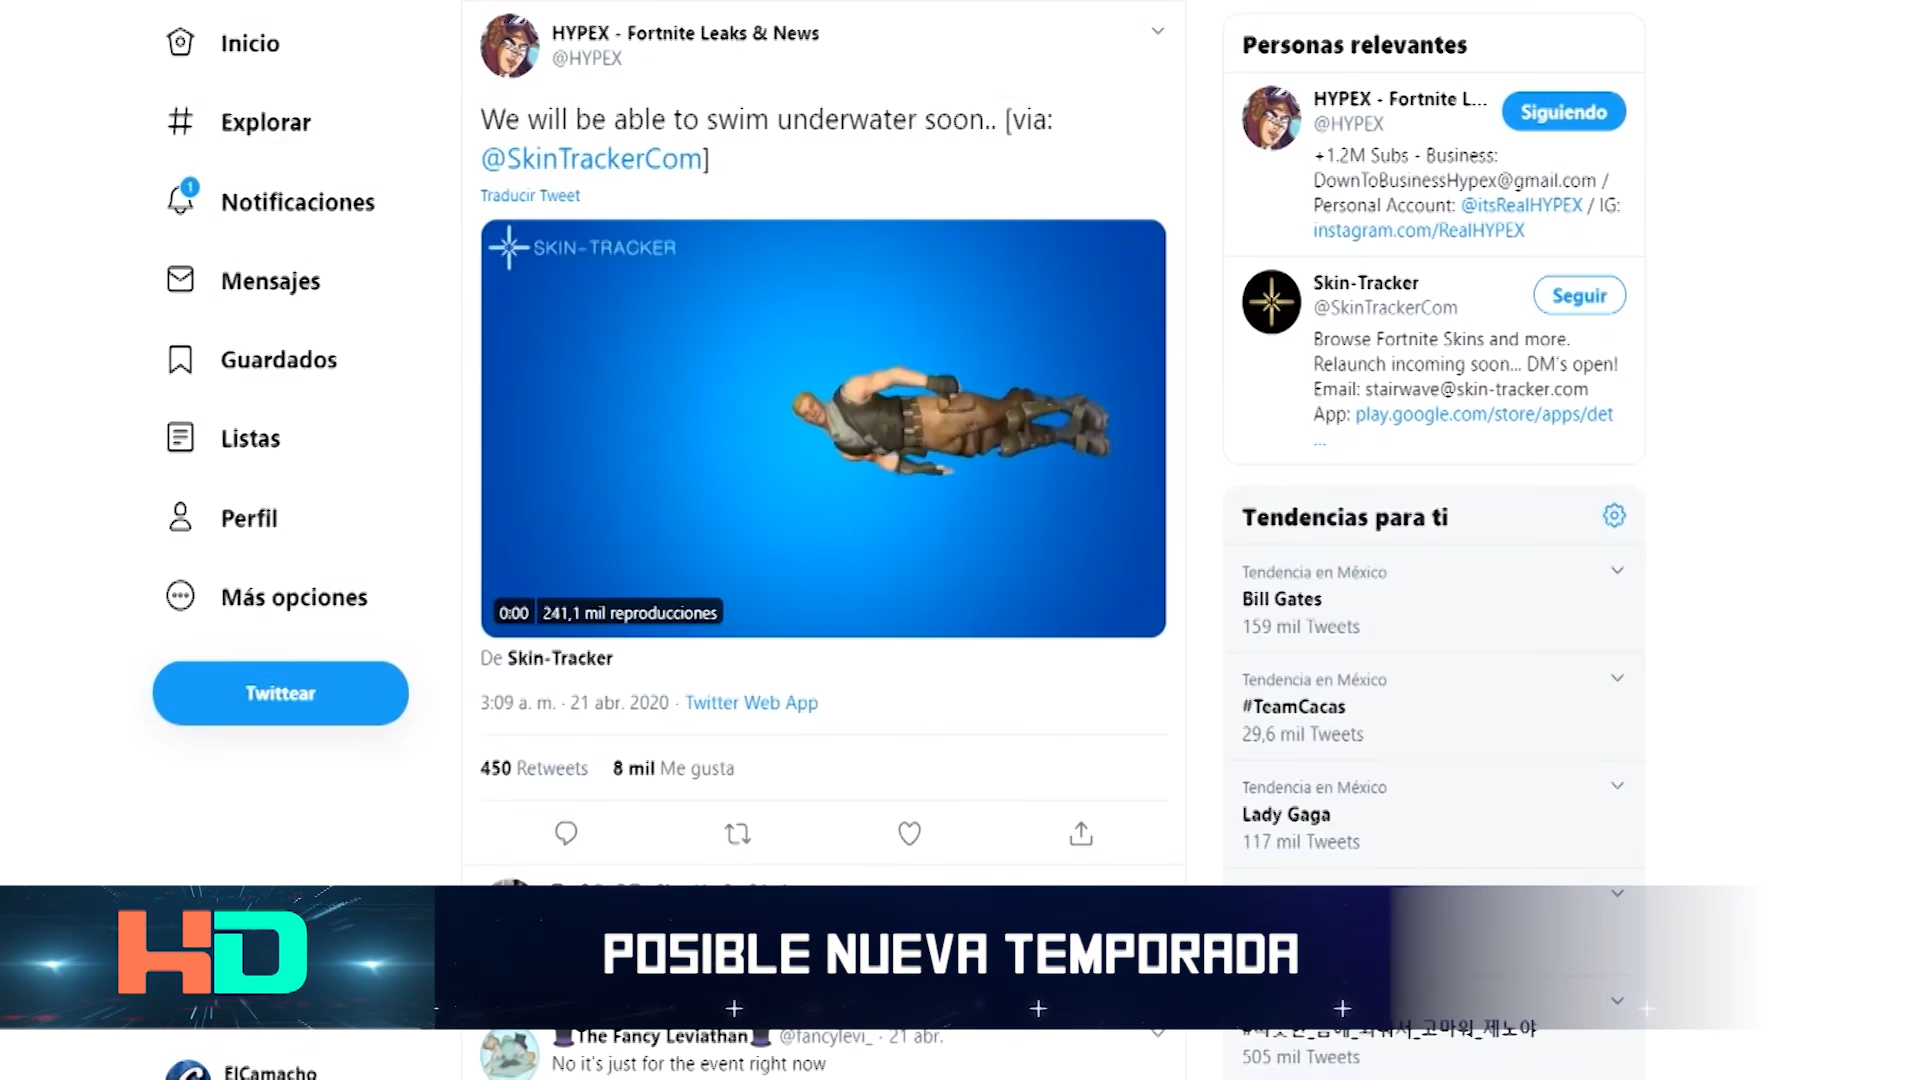 Inicio
Explorar
1
Notificaciones
Mensajes
Guardados
Listas
Perfil
Más opciones
Twittear
HYPEX - Fortnite Leaks & News
@HYPEX
We will be able to swim underwater soon.. [via:
@SkinTrackerCom]
Traducir Tweet
SKIN-TRACKER
0:00 241,1 mil reproducciones
De Skin-Tracker
3:09 a. m. · 21 abr. 2020 · Twitter Web App
450 Retweets 8 mil Me gusta
Personas relevantes
HYPEX - Fortnite L...
@HYPEX
Siguiendo
+1.2M Subs - Business:
DownToBusinessHypex@gmail.com /
Personal Account: @itsRealHYPEX / IG:
instagram.com/RealHYPEX
Skin-Tracker
@SkinTrackerCom
Seguir
Browse Fortnite Skins and more.
Relaunch incoming soon... DM's open!
Email: stairwave@skin-tracker.com
App: play.google.com/store/apps/det
...
Tendencias para ti
Tendencia en México
Bill Gates
159 mil Tweets
Tendencia en México
#TeamCacas
29,6 mil Tweets
Tendencia en México
Lady Gaga
117 mil Tweets
HD
POSIBLE NUEVA TEMPORADA
The Fancy Leviathan @fancylevi_ · 21 abr.
No it's just for the event right now
505 mil Tweets
ElCamacho